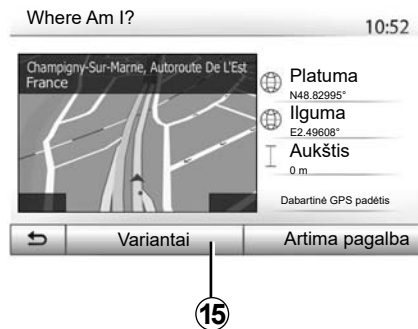 Where Am I?
10:52
Champigny-Sur-Marne, Autoroute De L'Est
France
Platuma
N48.82995°
Ilguma
E2.49608°
Aukštis
0 m
Dabartinė GPS padėtis
Variantai
Artima pagalba
15